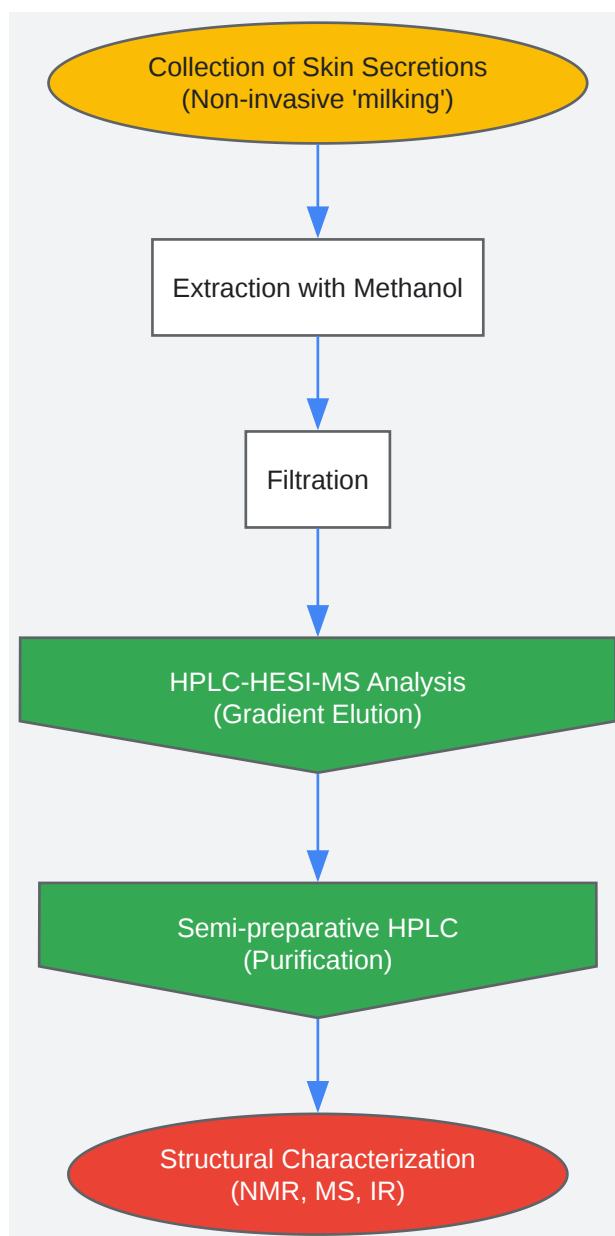 Collection of Skin Secretions
(Non-invasive 'milking')
Extraction with Methanol
Filtration
HPLC-HESI-MS Analysis
(Gradient Elution)
Semi-preparative HPLC
(Purification)
Structural Characterization
(NMR, MS, IR)